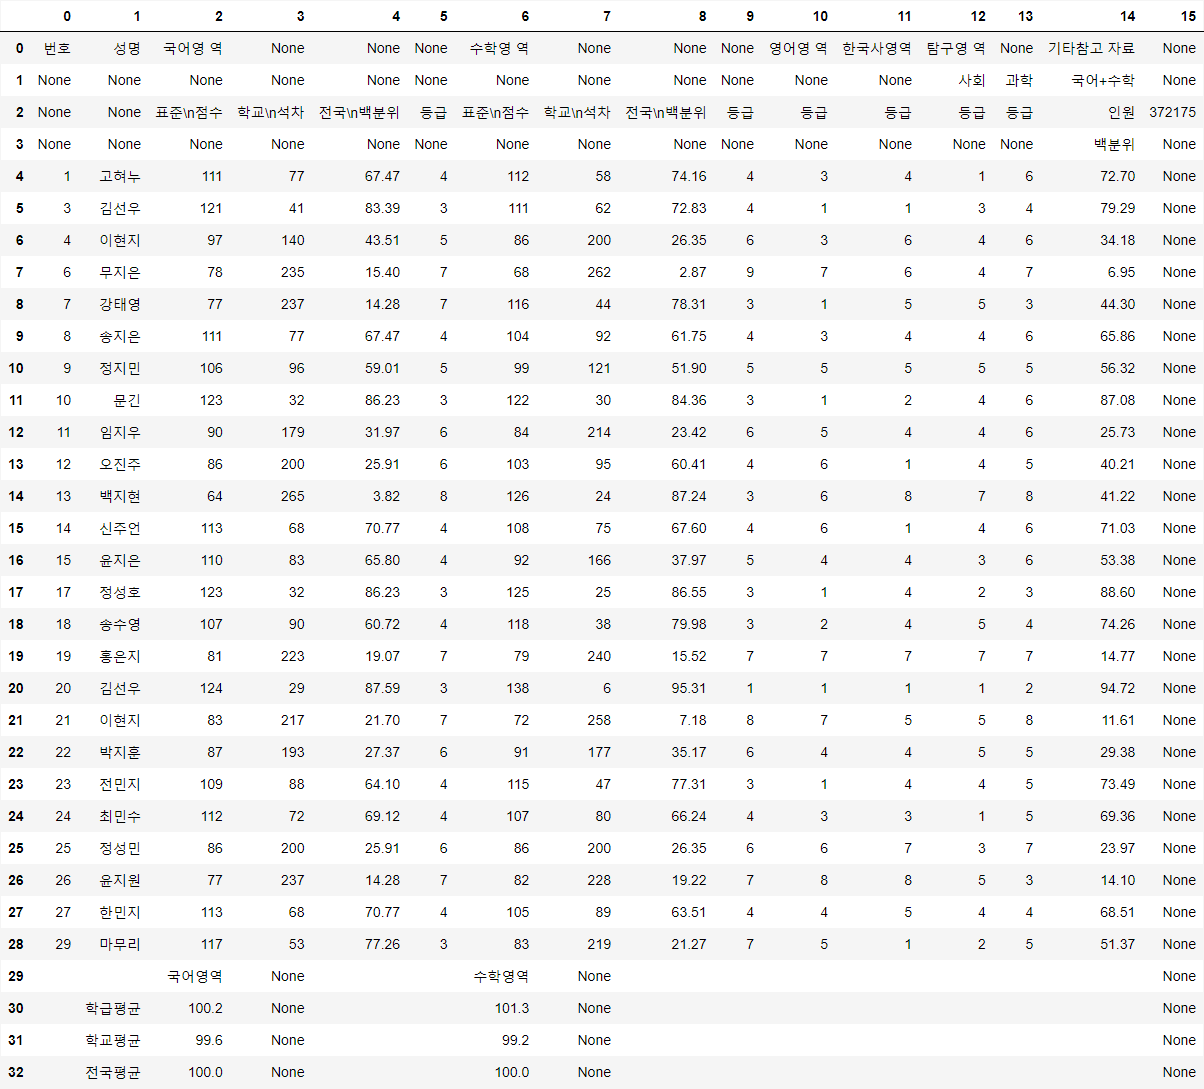 0 1 2 3 4 5 6 7 8 9 10 11 12 13 14 15
0 번호 성명 국어영 역 None None None 수학영 역 None None None 영어영 역 한국사영역 탐구영 역 None 기타참고 자료 None
1 None None None None None None None None None None None None 사회 과학 국어+수학 None
2 None None 표준\n점수 학교\n석차 전국\n백분위 등급 표준\n점수 학교\n석차 전국\n백분위 등급 등급 등급 등급 등급 인원 372175
3 None None None None None None None None None None None None None None 백분위 None
4 1 고혀누 111 77 67.47 4 112 58 74.16 4 3 4 1 6 72.70 None
5 3 김선우 121 41 83.39 3 111 62 72.83 4 1 1 3 4 79.29 None
6 4 이현지 97 140 43.51 5 86 200 26.35 6 3 6 4 6 34.18 None
7 6 무지은 78 235 15.40 7 68 262 2.87 9 7 6 4 7 6.95 None
8 7 강태영 77 237 14.28 7 116 44 78.31 3 1 5 5 3 44.30 None
9 8 송지은 111 77 67.47 4 104 92 61.75 4 3 4 4 6 65.86 None
10 9 정지민 106 96 59.01 5 99 121 51.90 5 5 5 5 5 56.32 None
11 10 문긴 123 32 86.23 3 122 30 84.36 3 1 2 4 6 87.08 None
12 11 임지우 90 179 31.97 6 84 214 23.42 6 5 4 4 6 25.73 None
13 12 오진주 86 200 25.91 6 103 95 60.41 4 6 1 4 5 40.21 None
14 13 백지현 64 265 3.82 8 126 24 87.24 3 6 8 7 8 41.22 None
15 14 신주언 113 68 70.77 4 108 75 67.60 4 6 1 4 6 71.03 None
16 15 윤지은 110 83 65.80 4 92 166 37.97 5 4 4 3 6 53.38 None
17 17 정성호 123 32 86.23 3 125 25 86.55 3 1 4 2 3 88.60 None
18 18 송수영 107 90 60.72 4 118 38 79.98 3 2 4 5 4 74.26 None
19 19 홍은지 81 223 19.07 7 79 240 15.52 7 7 7 7 7 14.77 None
20 20 김선우 124 29 87.59 3 138 6 95.31 1 1 1 1 2 94.72 None
21 21 이현지 83 217 21.70 7 72 258 7.18 8 7 5 5 8 11.61 None
22 22 박지훈 87 193 27.37 6 91 177 35.17 6 4 4 5 5 29.38 None
23 23 전민지 109 88 64.10 4 115 47 77.31 3 1 4 4 5 73.49 None
24 24 최민수 112 72 69.12 4 107 80 66.24 4 3 3 1 5 69.36 None
25 25 정성민 86 200 25.91 6 86 200 26.35 6 6 7 3 7 23.97 None
26 26 윤지원 77 237 14.28 7 82 228 19.22 7 8 8 5 3 14.10 None
27 27 한민지 113 68 70.77 4 105 89 63.51 4 4 5 4 4 68.51 None
28 29 마무리 117 53 77.26 3 83 219 21.27 7 5 1 2 5 51.37 None
29 국어영역 None 수학영역 None None
30 학급평균 100.2 None 101.3 None None
31 학교평균 99.6 None 99.2 None None
32 전국평균 100.0 None 100.0 None None